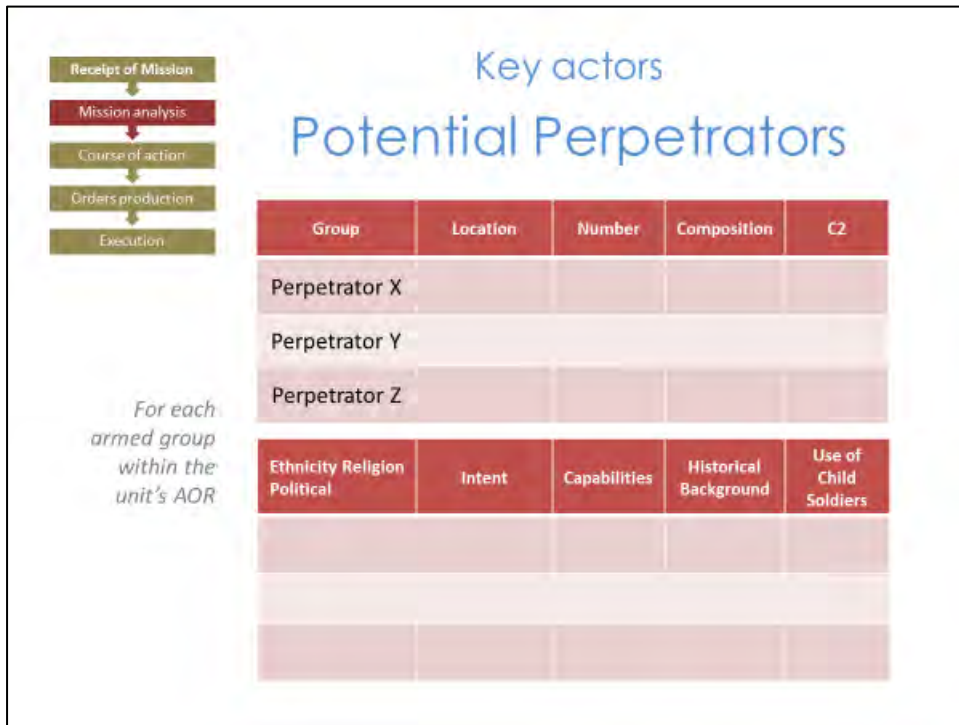 Receipt of Mission
Mission analysis
Course of action
Orders production
Execution
Key actors
Potential Perpetrators
For each
armed group
within the
unit's AOR
Group Location Number Composition C2
Perpetrator X
Perpetrator Y
Perpetrator Z
Ethnicity Religion
Political
Intent
Capabilities
Historical
Background
Use of
Child
Soldiers